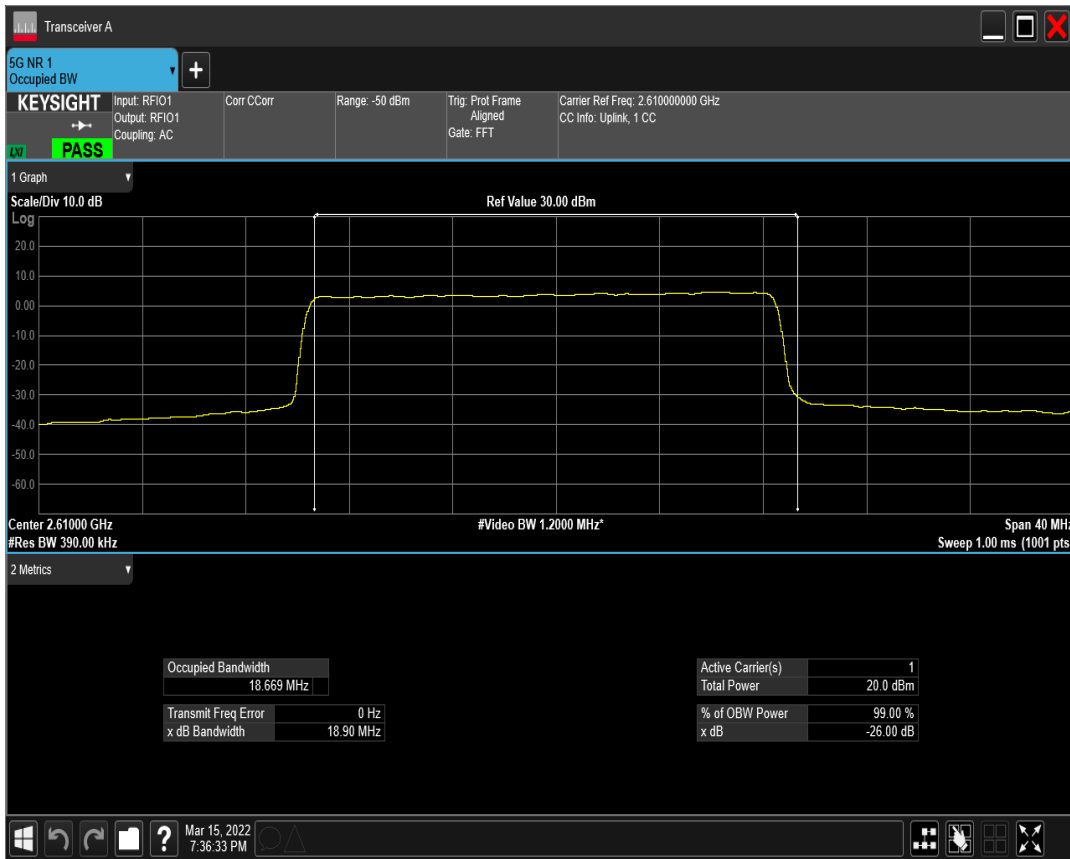 Transceiver A
5G NR 1
Occupied BW
KEYSIGHT
LXI
PASS
Input: RFIO1
Output: RFIO1
Coupling: AC
Corr CCorr
Range: -50 dBm
Trig: Prot Frame
Aligned
Gate: FFT
Carrier Ref Freq: 2.610000000 GHz
CC Info: Uplink, 1 CC
1 Graph
Scale/Div 10.0 dB
Ref Value 30.00 dBm
Log
20.0
10.0
0.00
-10.0
-20.0
-30.0
-40.0
-50.0
-60.0
Center 2.61000 GHz
#Video BW 1.2000 MHz*
Span 40 MHz
#Res BW 390.00 kHz
Sweep 1.00 ms (1001 pts
2 Metrics
Occupied Bandwidth
18.669 MHz
Transmit Freq Error 0 Hz
x dB Bandwidth 18.90 MHz
Active Carrier(s) 1
Total Power 20.0 dBm
% of OBW Power 99.00 %
x dB -26.00 dB
?
Mar 15, 2022
7:36:33 PM